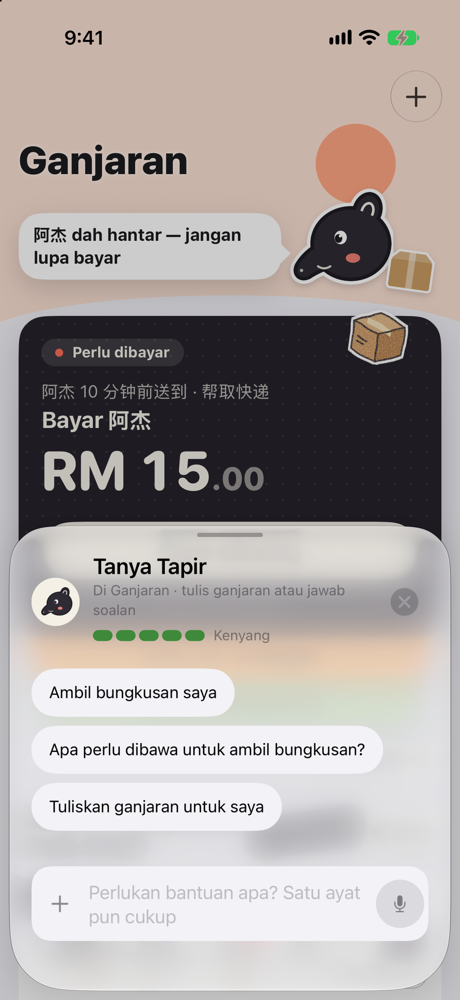 9:41
Ganjaran
阿杰 dah hantar — jangan
lupa bayar
Perlu dibayar
阿杰 10 分钟前送到 · 帮取快递
Bayar 阿杰
RM 15.00
Tanya Tapir
Di Ganjaran · tulis ganjaran atau jawab
soalan
Kenyang
Ambil bungkusan saya
Apa perlu dibawa untuk ambil bungkusan?
Tuliskan ganjaran untuk saya
Perlukan bantuan apa? Satu ayat
pun cukup